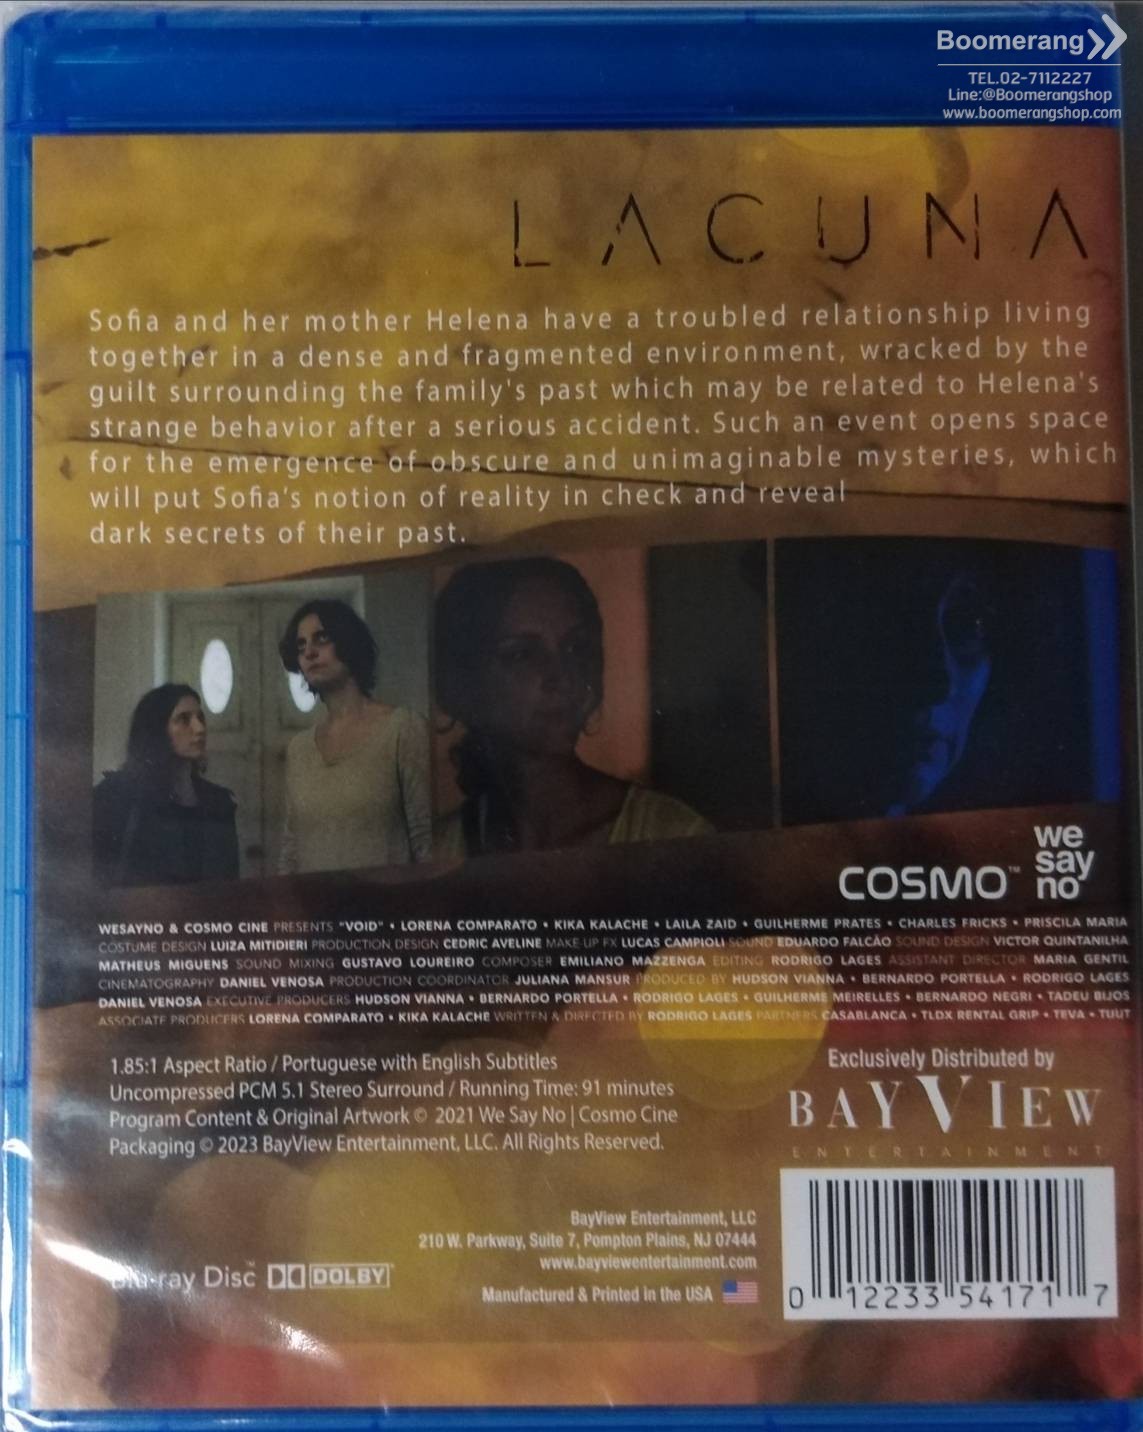 Boomerang
TEL.02-7112227
Line:@Boomerangshop
www.boomerangshop.com
LACUNA
Sofia and her mother Helena have a troubled relationship living
together in a dense and fragmented environment, wracked by the
guilt surrounding the family's past which may be related to Helena's
strange behavior after a serious accident. Such an event opens space
for the emergence of obscure and unimaginable mysteries, which
will put Sofia's notion of reality in check and reveal
dark secrets of their past.
COSMO™
we
say
no
WESAYNO & COSMO CINE PRESENTS "VOID" • LORENA COMPARATO • KIKA KALACHE • LAILA ZAID • GUILHERME PRATES • CHARLES FRICKS • PRISCILA MARIA
COSTUME DESIGN LUIZA MITIDIERI PRODUCTION DESIGN CEDRIC AVELINE MAKE UP FX LUCAS CAMPIOLI SOUND EDUARDO FALCÃO SOUND DESIGN VICTOR QUINTANILHA
MATHEUS MIGUENS SOUND MIXING GUSTAVO LOUREIRO COMPOSER EMILIANO MAZZENGA EDITING RODRIGO LAGES ASSISTANT DIRECTOR MARIA GENTIL
CINEMATOGRAPHY DANIEL VENOSA PRODUCTION COORDINATOR JULIANA MANSUR PRODUCED BY HUDSON VIANNA • BERNARDO PORTELLA • RODRIGO LAGES
DANIEL VENOSA EXECUTIVE PRODUCERS HUDSON VIANNA • BERNARDO PORTELLA • RODRIGO LAGES • GUILHERME MEIRELLES • BERNARDO NEGRI • TADEU BIJOS
ASSOCIATE PRODUCERS LORENA COMPARATO • KIKA KALACHE WRITTEN & DIRECTED BY RODRIGO LAGES PARTNERS CASABLANCA • TLDX RENTAL GRIP • TEVA • TUUT
1.85:1 Aspect Ratio / Portuguese with English Subtitles
Uncompressed PCM 5.1 Stereo Surround / Running Time: 91 minutes
Program Content & Original Artwork © 2021 We Say No | Cosmo Cine
Packaging © 2023 BayView Entertainment, LLC. All Rights Reserved.
Exclusively Distributed by
BAYVIEW
ENTERTAINMENT
BayView Entertainment, LLC
210 W. Parkway, Suite 7, Pompton Plains, NJ 07444
www.bayviewentertainment.com
Manufactured & Printed in the USA
Blu-ray Disc™ DOLBY
0 12233 54171 7